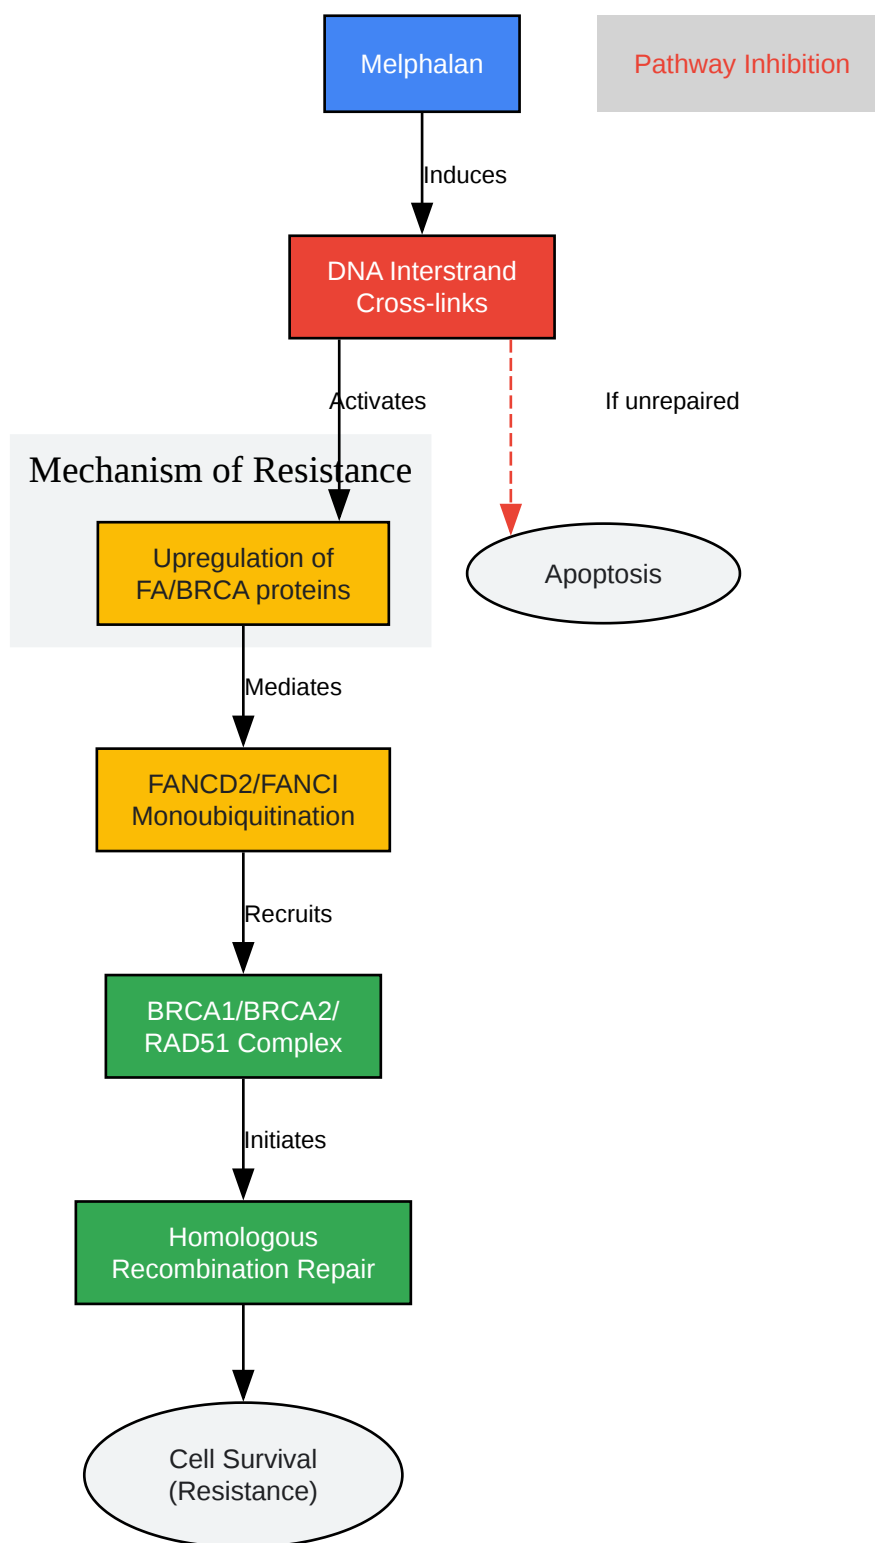 Melphalan
Pathway Inhibition
Induces
DNA Interstrand
Cross-links
Activates
If unrepaired
Mechanism of Resistance
Upregulation of
FA/BRCA proteins
Apoptosis
Mediates
FANCD2/FANCI
Monoubiquitination
Recruits
BRCA1/BRCA2/
RAD51 Complex
Initiates
Homologous
Recombination Repair
Cell Survival
(Resistance)